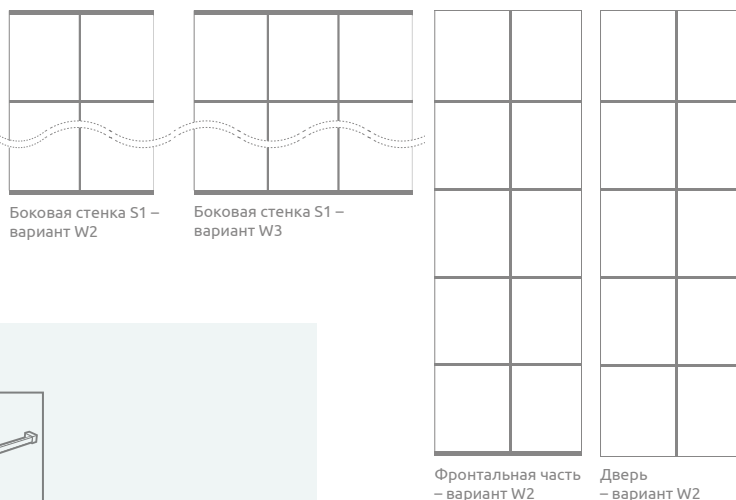 Боковая стенка S1 –
вариант W2
Боковая стенка S1 –
вариант W3
Фронтальная часть
– вариант W2
Дверь
– вариант W2